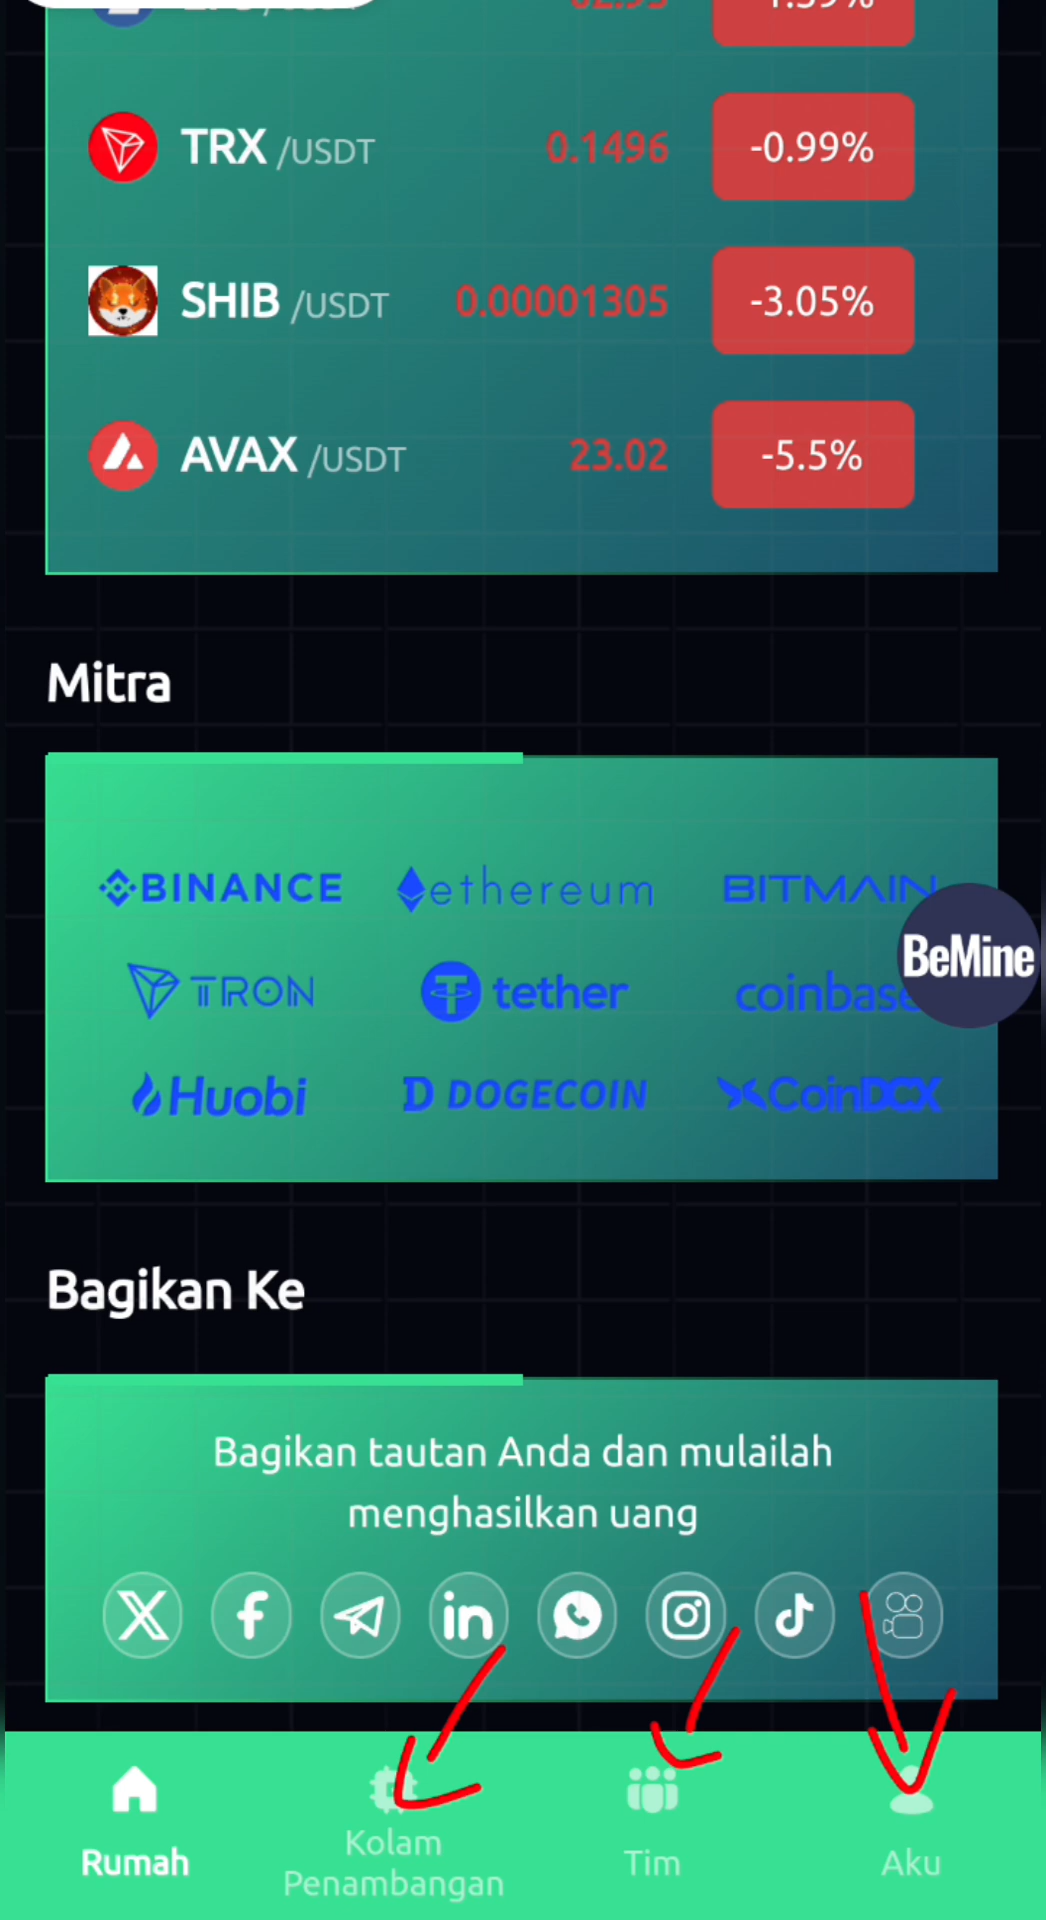 TRX /USDT 0.1496 -0.99%
SHIB /USDT 0.00001305 -3.05%
AVAX /USDT 23.02 -5.5%
Mitra
BINANCE ethereum BITMAIN
BeMine
TRON tether coinbase
Huobi D DOGECOIN CoinDCX
Bagikan Ke
Bagikan tautan Anda dan mulailah
menghasilkan uang
Rumah
Kolam
Penambangan
Tim
Aku